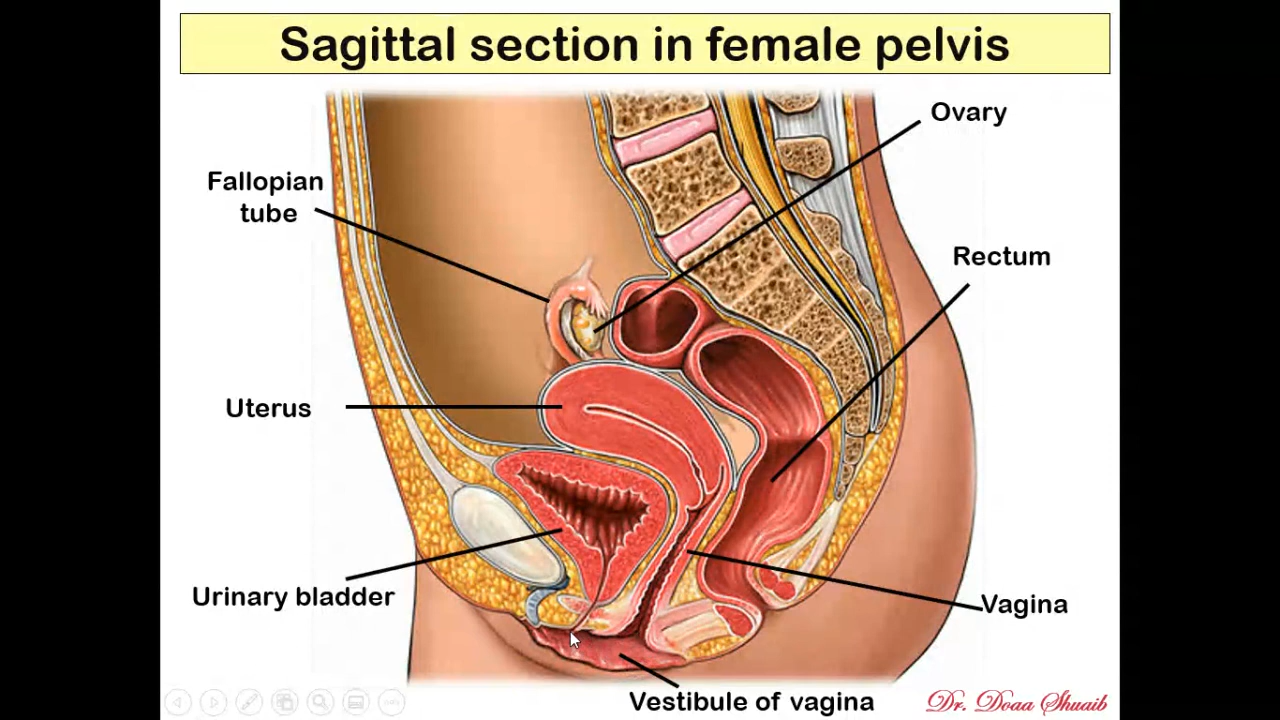 Sagittal section in female pelvis
Ovary
Fallopian
tube
Rectum
Uterus
Urinary bladder
Vagina
Vestibule of vagina
Dr. Doaa Shuaib